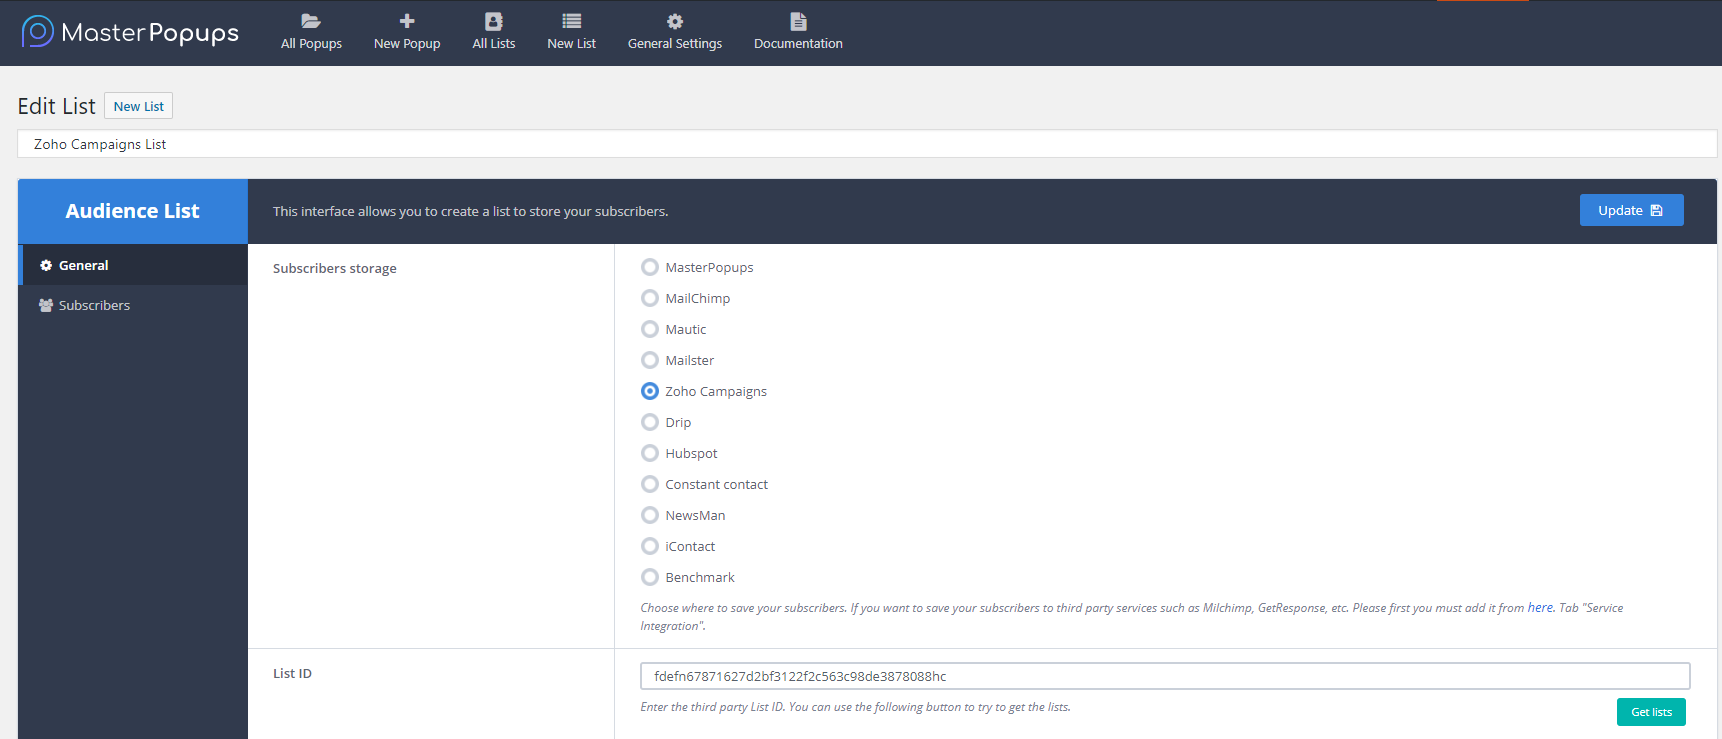 MasterPopups
All Popups
New Popup
All Lists
New List
General Settings
Documentation
Edit List
New List
Zoho Campaigns List
Audience List
This interface allows you to create a list to store your subscribers.
Update
General
Subscribers
Subscribers storage
MasterPopups
MailChimp
Mautic
Mailster
Zoho Campaigns
Drip
Hubspot
Constant contact
NewsMan
iContact
Benchmark
Choose where to save your subscribers. If you want to save your subscribers to third party services such as Milchimp, GetResponse, etc. Please first you must add it from here. Tab "Service
Integration".
List ID
fdefn67871627d2bf3122f2c563c98de3878088hc
Enter the third party List ID. You can use the following button to try to get the lists.
Get lists